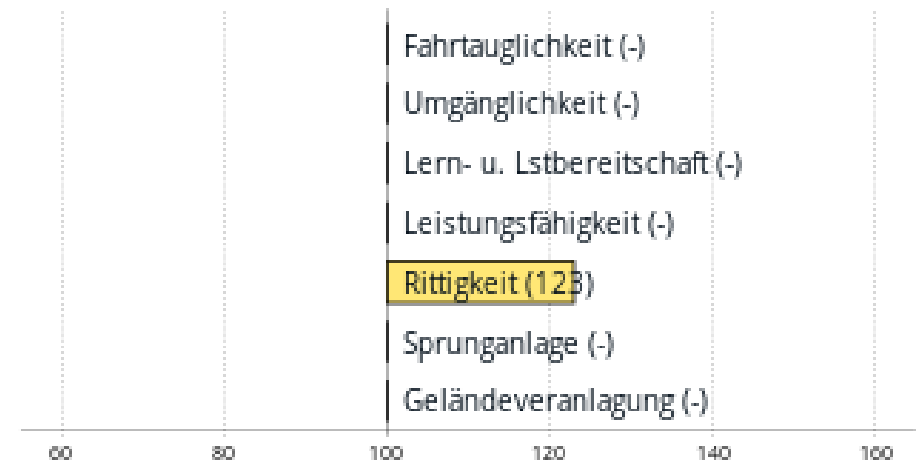 Fahrtauglichkeit (-)
Umgänglichkeit (-)
Lern- u. Lstbereitschaft (-)
Leistungsfähigkeit (-)
Rittigkeit (123)
Sprunganlage (-)
Geländeveranlagung (-)
60 80 100 120 140 160